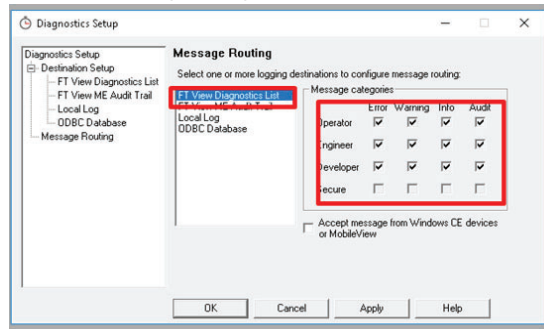 Diagnostics Setup
Diagnostics Setup
Destination Setup
FT View Diagnostics List
FT View ME Audit Trail
Local Log
ODBC Database
Message Routing
Message Routing
Select one or more logging destinations to configure message routing:
FT View Diagnostics List
FT View ME Audit Trail
Local Log
ODBC Database
Message categories
Error Warning Info Audit
Operator
Engineer
Developer
Secure
Accept message from Windows CE devices
or MobileView
OK Cancel Apply Help